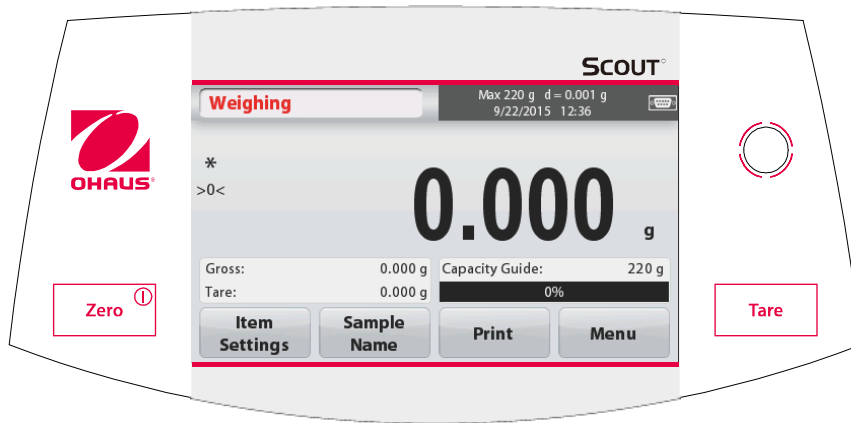 SCOUT
Weighing
Max 220 g d = 0.001 g
9/22/2015 12:36
OHAUS
*
>0<
0.000 g
Gross: 0.000 g
Tare: 0.000 g
Capacity Guide: 220 g
0%
Zero
Item Settings
Sample Name
Print
Menu
Tare